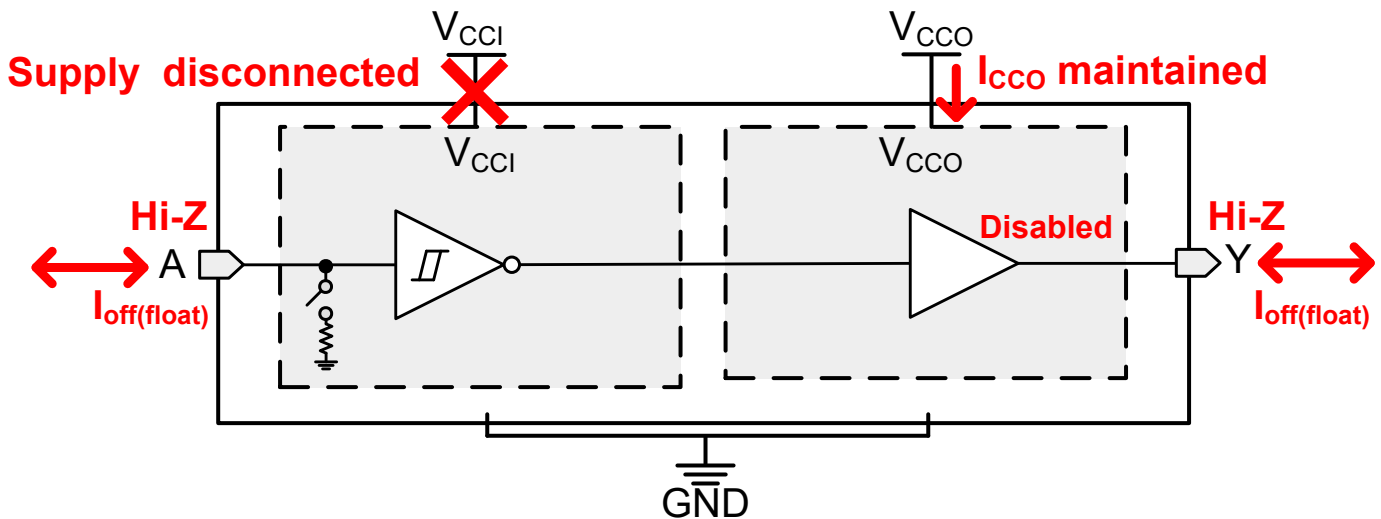 VCCI
VCCO
Supply disconnected
ICCO maintained
VCCI
VCCO
Hi-Z
Disabled
Hi-Z
A
Y
Ioff(float)
Ioff(float)
GND